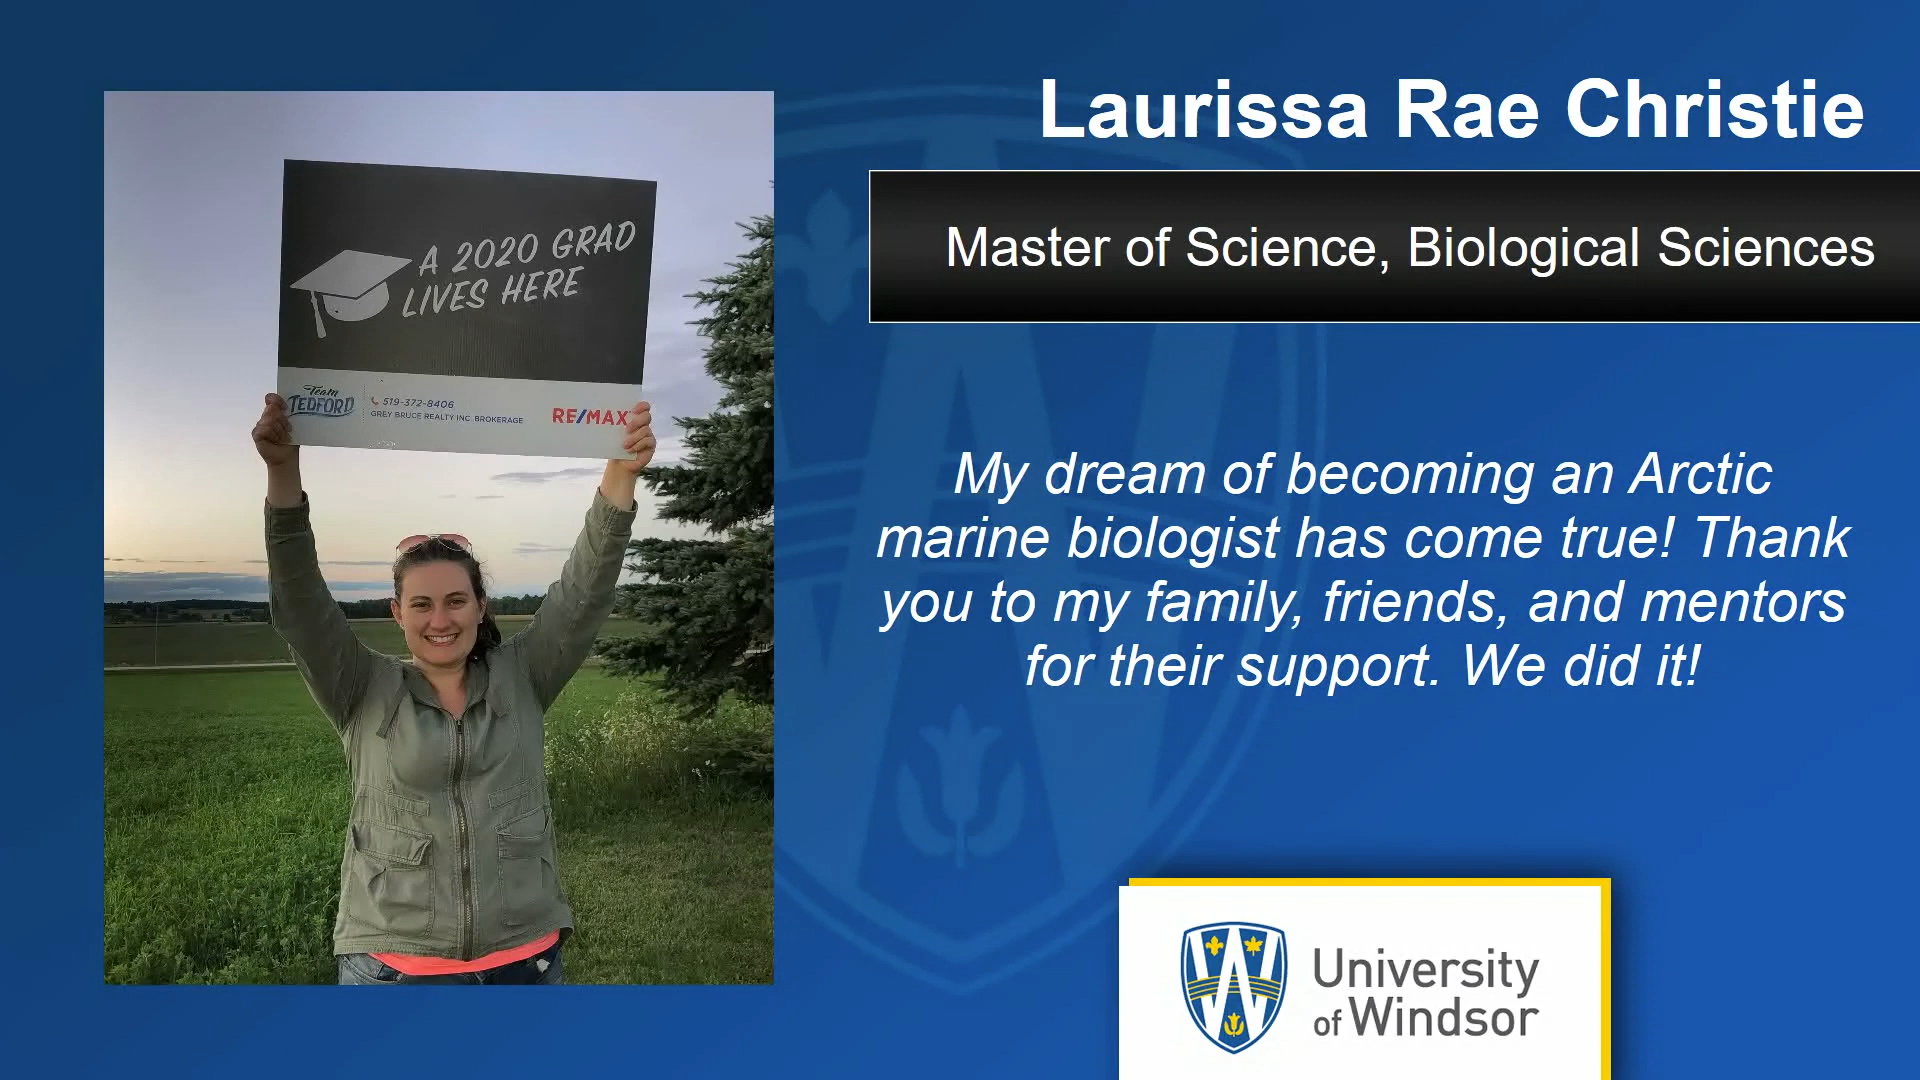 Laurissa Rae Christie
Master of Science, Biological Sciences
A 2020 GRAD
LIVES HERE
Team
TEDFORD
519-372-8406
GREY BRUCE REALTY INC. BROKERAGE
RE/MAX
My dream of becoming an Arctic
marine biologist has come true! Thank
you to my family, friends, and mentors
for their support. We did it!
University
of Windsor